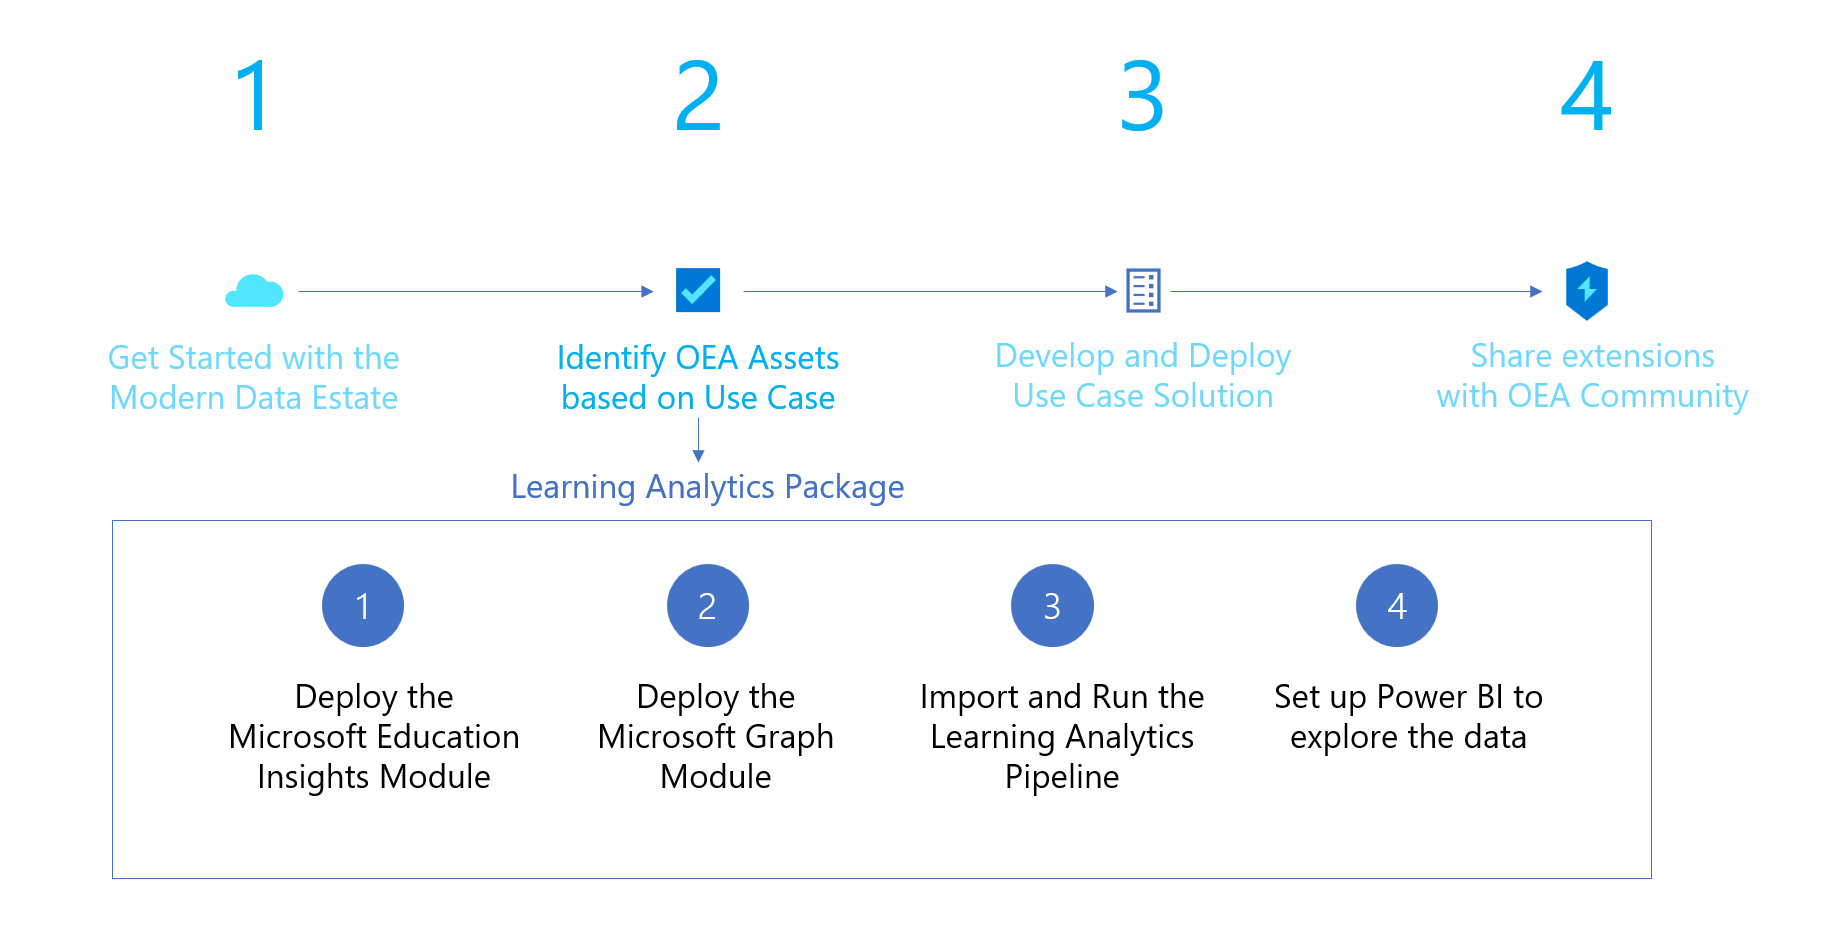 1
2
3
4
Get Started with the
Modern Data Estate
Identify OEA Assets
based on Use Case
Develop and Deploy
Use Case Solution
Share extensions
with OEA Community
Learning Analytics Package
1
Deploy the
Microsoft Education
Insights Module
2
Deploy the
Microsoft Graph
Module
3
Import and Run the
Learning Analytics
Pipeline
4
Set up Power BI to
explore the data